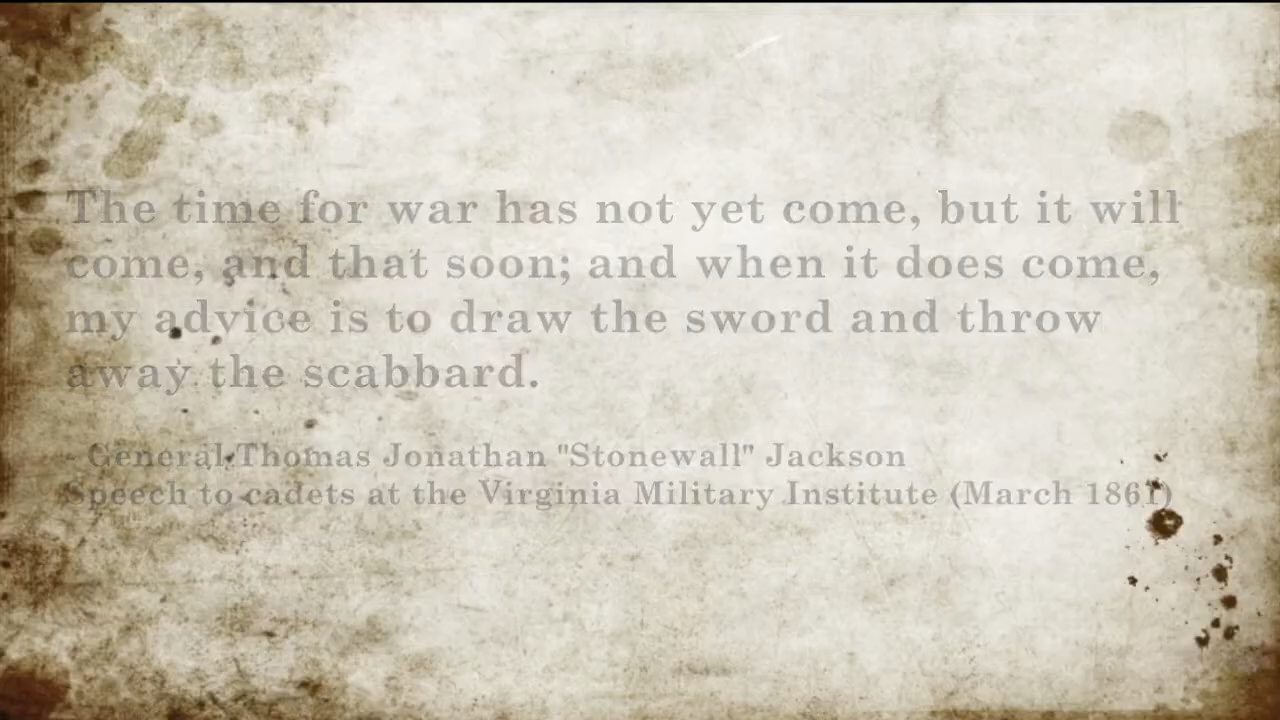 The time for war has not yet come, but it will
come, and that soon; and when it does come,
my advice is to draw the sword and throw
away the scabbard.
- General Thomas Jonathan "Stonewall" Jackson
Speech to cadets at the Virginia Military Institute (March 1861)